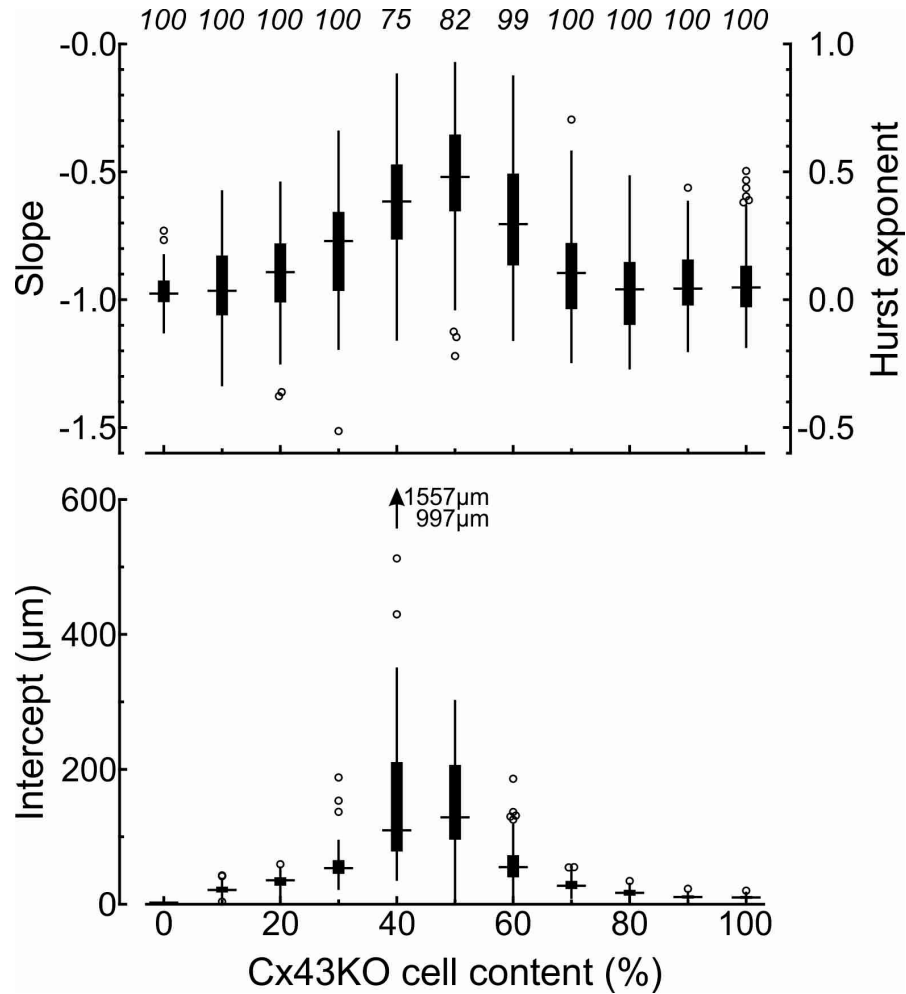 100 100 100 100 75 82 99 100 100 100 100
-0.0 1.0
-0.5 0.5
-1.0 0.0
-1.5 -0.5
Slope
Hurst exponent
600
400
200
0
1557µm
997µm
Intercept (µm)
0 20 40 60 80 100
Cx43KO cell content (%)